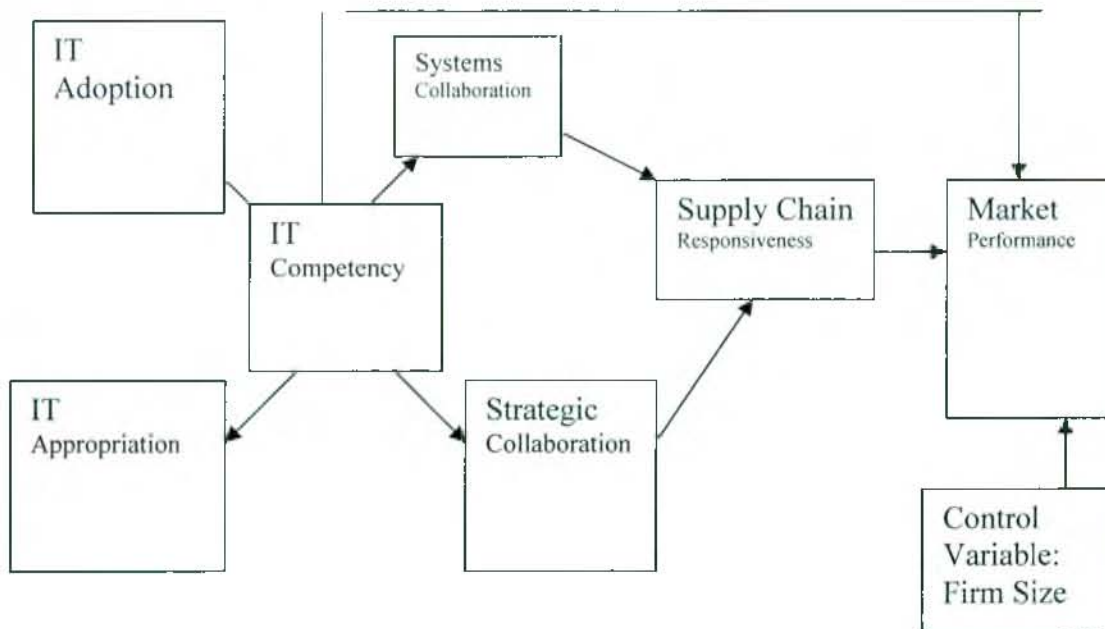 IT
Adoption
Systems
Collaboration
IT
Competency
Supply Chain
Responsiveness
Market
Performance
IT
Appropriation
Strategic
Collaboration
Control
Variable:
Firm Size